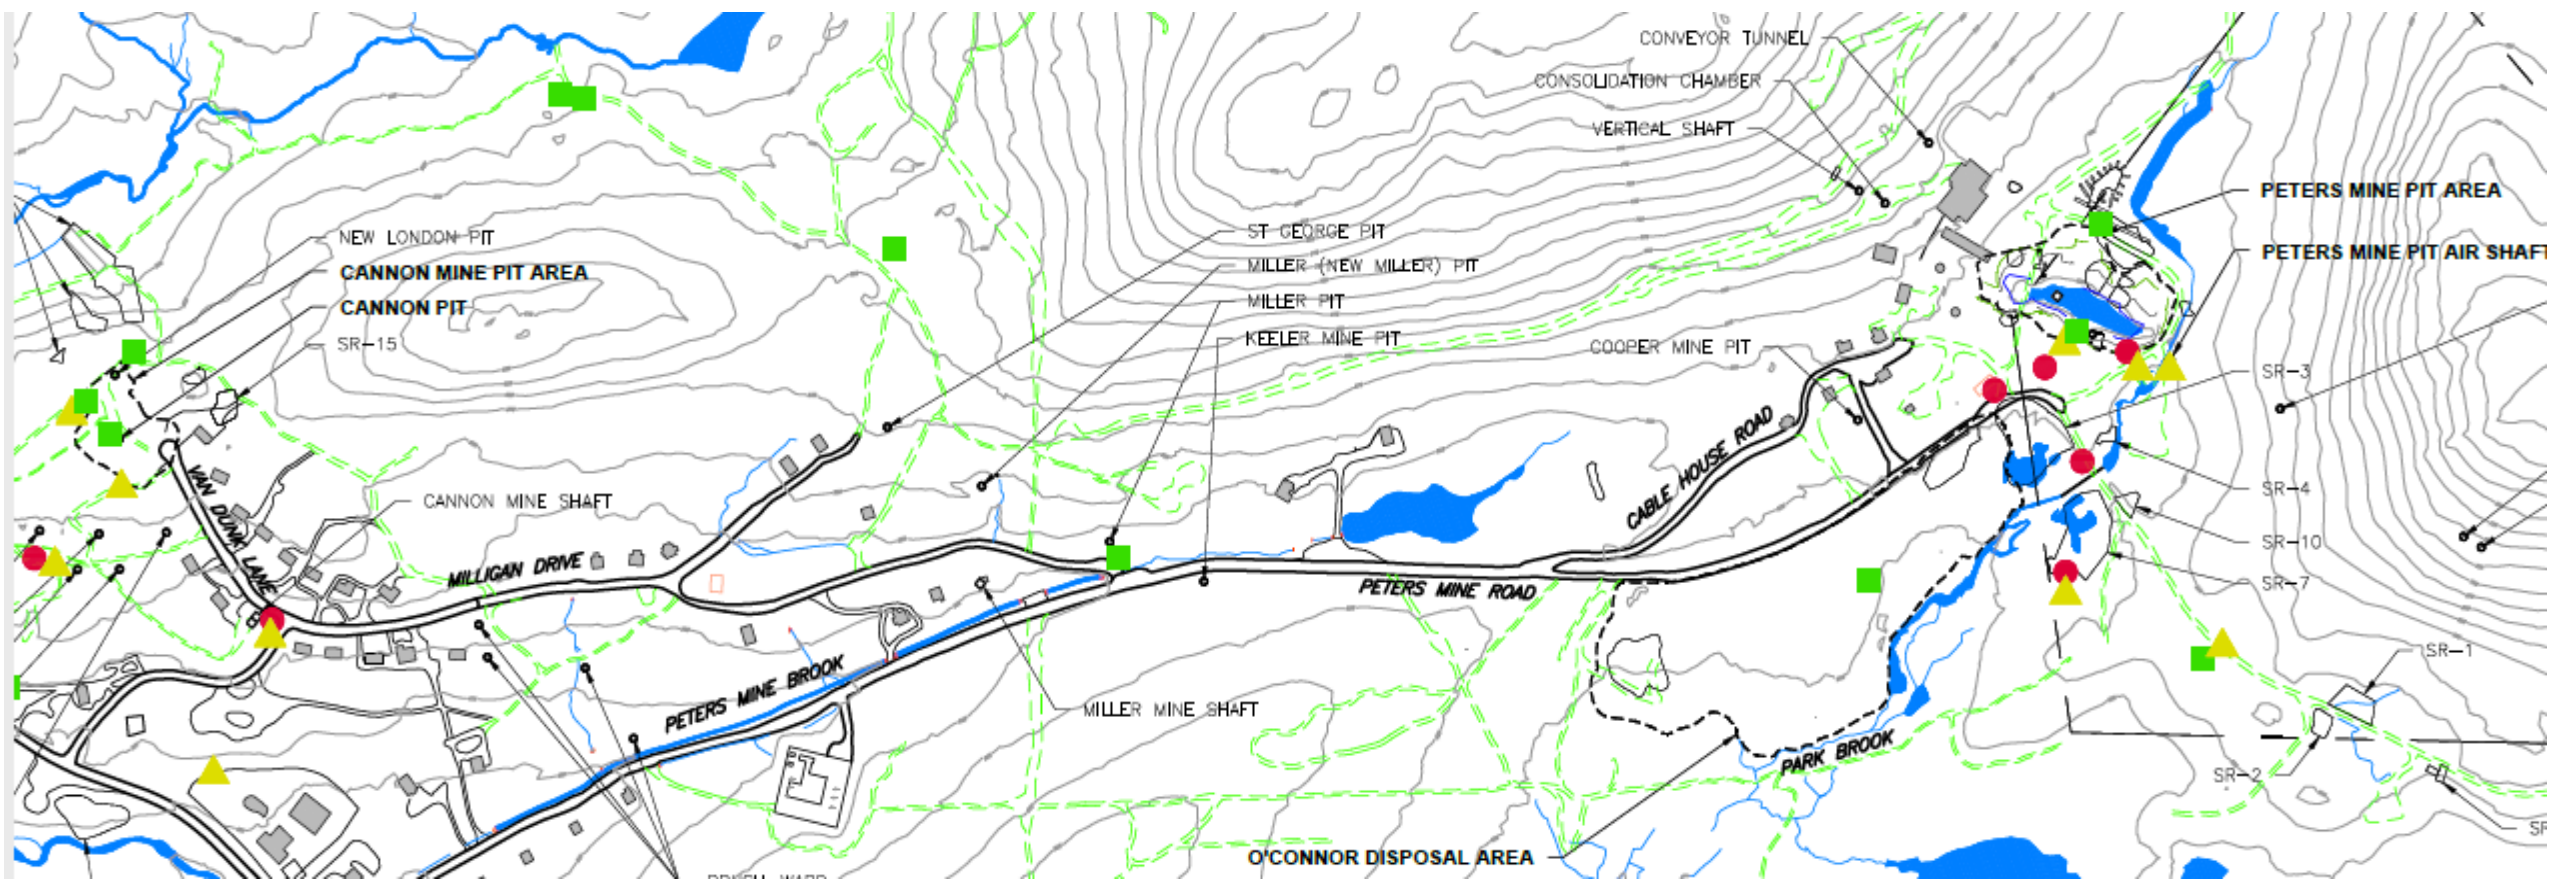 CONVEYOR TUNNEL
CONSOLIDATION CHAMBER
VERTICAL SHAFT
PETERS MINE PIT AREA
NEW LONDON PIT
ST GEORGE PIT
PETERS MINE PIT AIR SHAFT
CANNON MINE PIT AREA
MILLER (NEW MILLER) PIT
CANNON PIT
MILLER PIT
SR-15
KEELER MINE PIT
COOPER MINE PIT
SR-3
CABLE HOUSE ROAD
VAN DUNK LANE
CANNON MINE SHAFT
SR-4
SR-10
MILLIGAN DRIVE
PETERS MINE ROAD
SR-7
SR-1
PETERS MINE BROOK
MILLER MINE SHAFT
PARK BROOK
SR-2
O'CONNOR DISPOSAL AREA